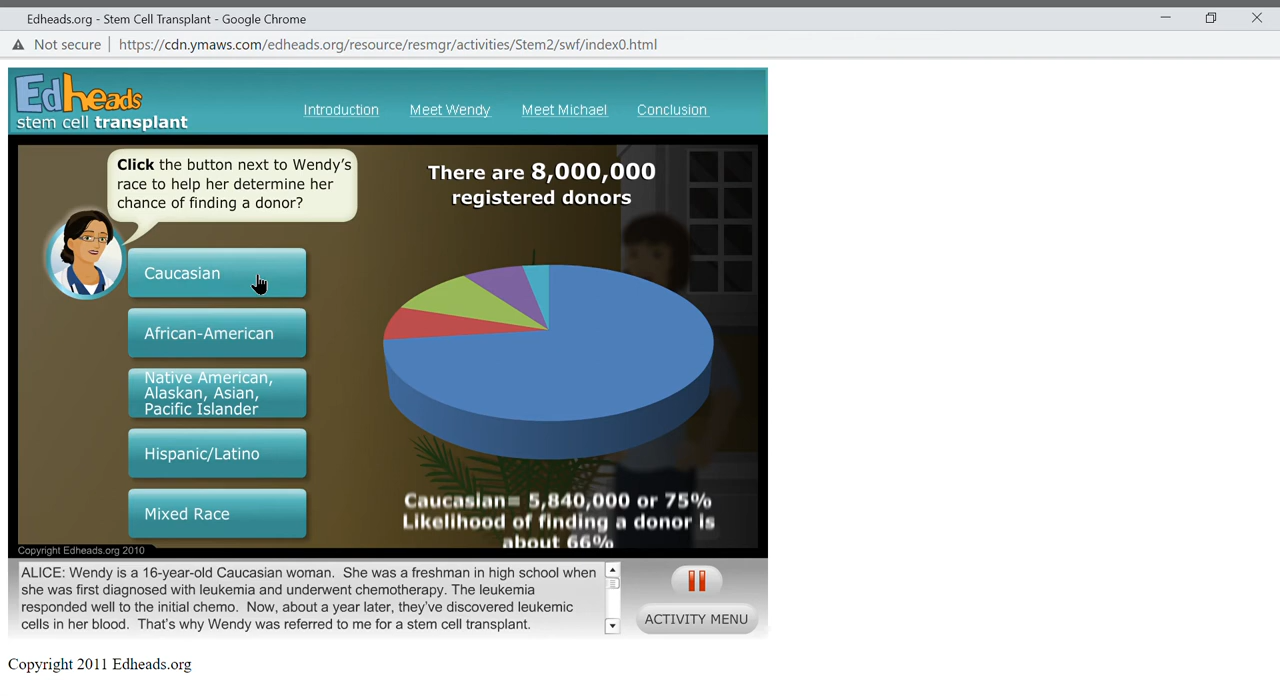 Edheads.org - Stem Cell Transplant - Google Chrome
Not secure | https://cdn.ymaws.com/edheads.org/resource/resmgr/activities/Stem2/swf/index0.html
Edheads
stem cell transplant
Introduction Meet Wendy Meet Michael Conclusion
Click the button next to Wendy's
race to help her determine her
chance of finding a donor?
There are 8,000,000
registered donors
Caucasian
African-American
Native American,
Alaskan, Asian,
Pacific Islander
Hispanic/Latino
Mixed Race
Caucasian= 5,840,000 or 75%
Likelihood of finding a donor is
about 66%
Copyright Edheads.org 2010
ALICE: Wendy is a 16-year-old Caucasian woman. She was a freshman in high school when
she was first diagnosed with leukemia and underwent chemotherapy. The leukemia
responded well to the initial chemo. Now, about a year later, they've discovered leukemic
cells in her blood. That's why Wendy was referred to me for a stem cell transplant.
ACTIVITY MENU
Copyright 2011 Edheads.org